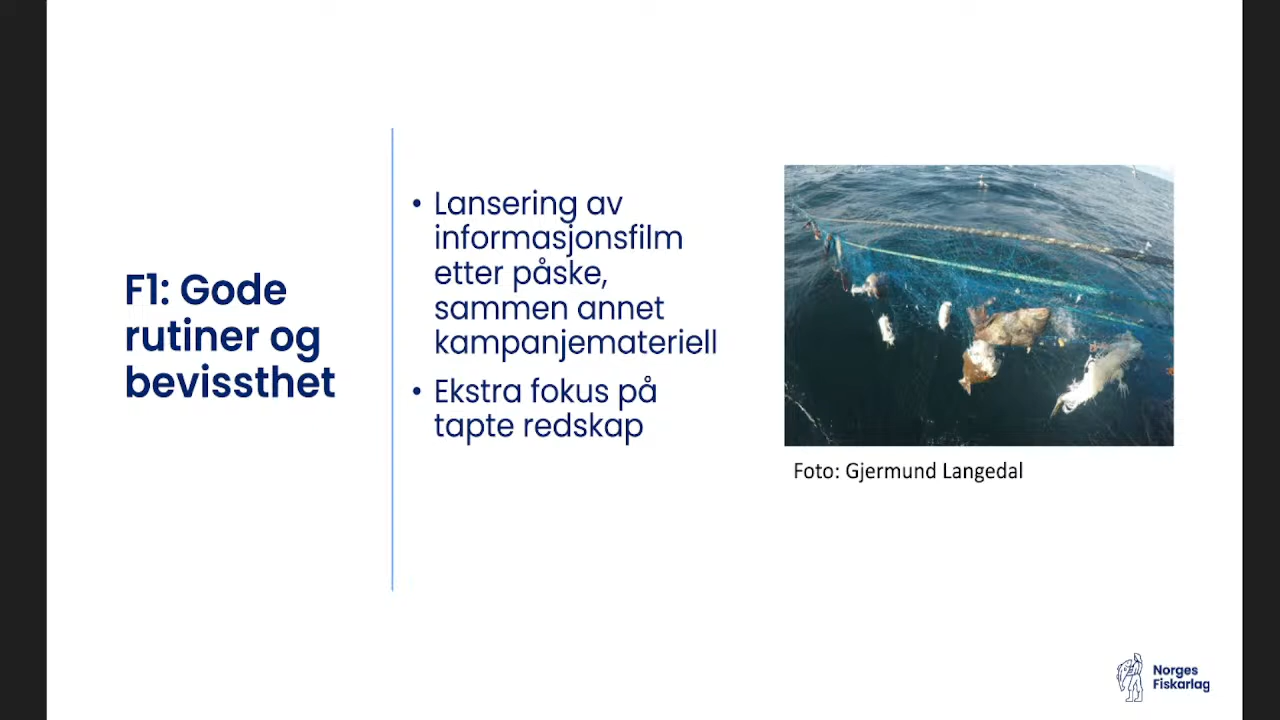 F1: Gode
rutiner og
bevissthet
• Lansering av
informasjonsfilm
etter påske,
sammen annet
kampanjemateriell
• Ekstra fokus på
tapte redskap
Foto: Gjermund Langedal
Norges
Fiskarlag